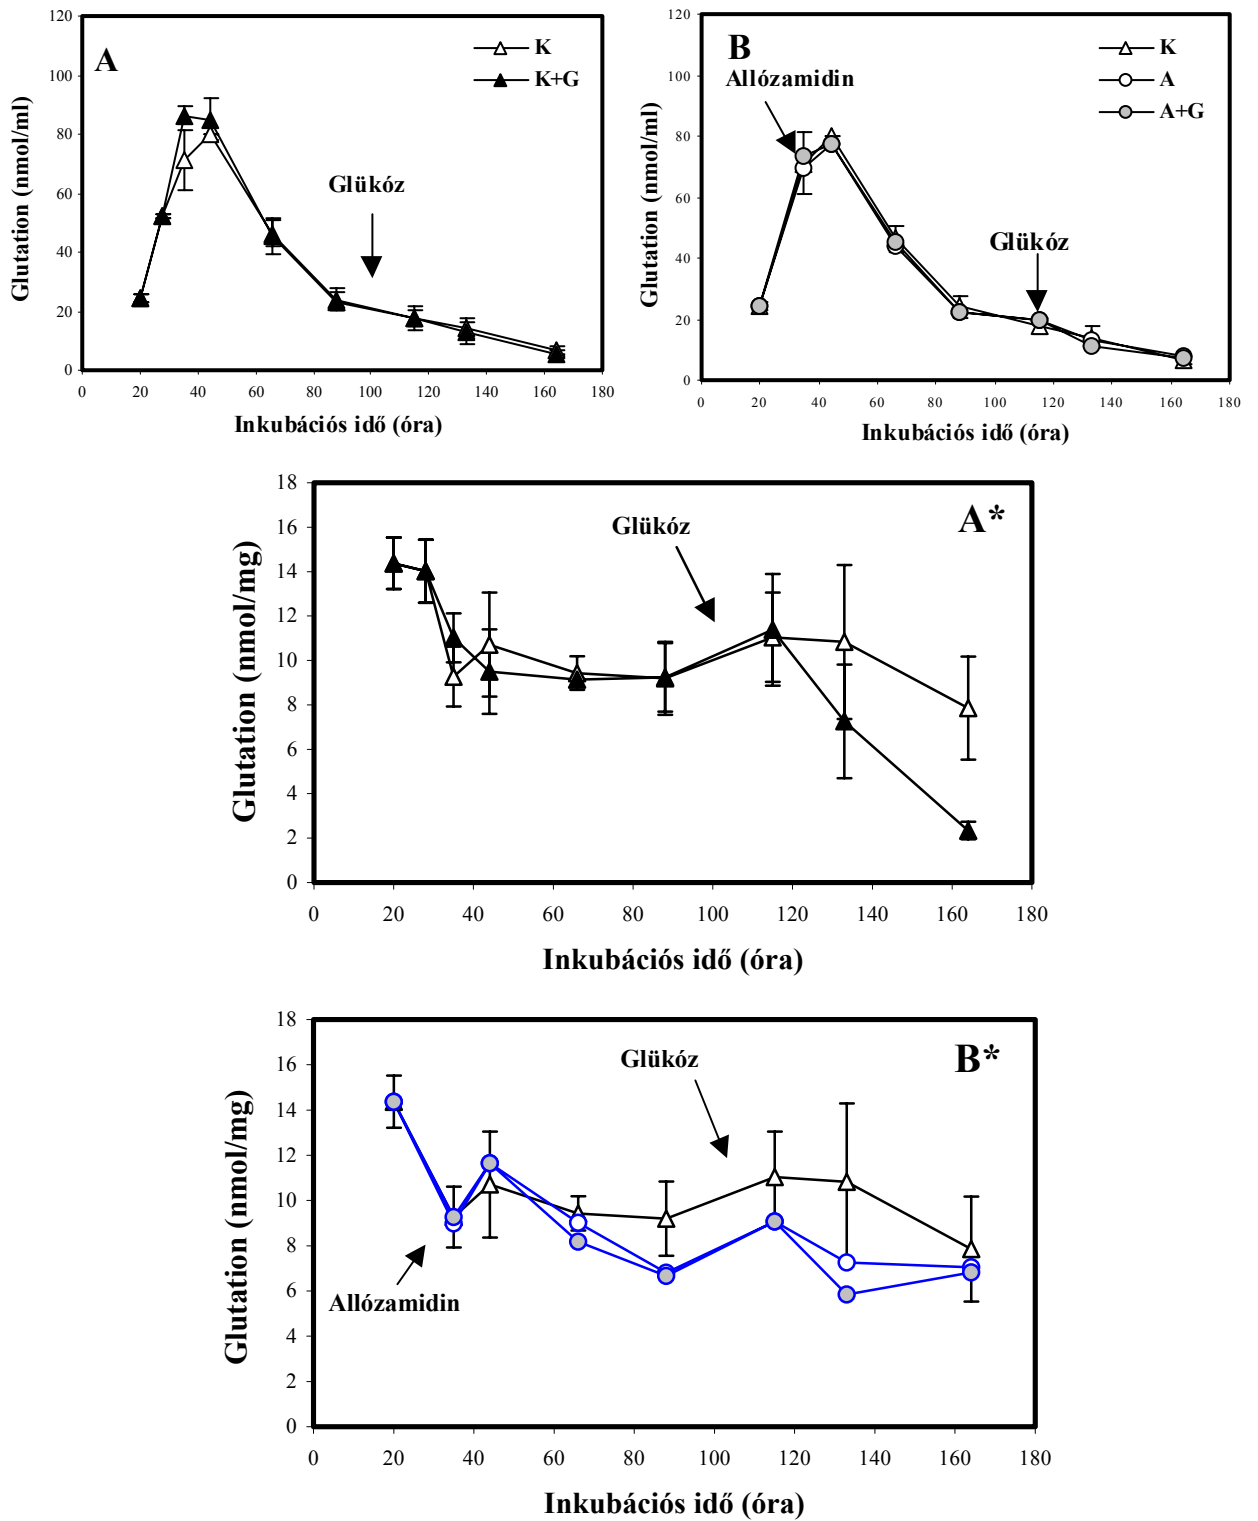 A
K
K+G
Glükóz
Glutation (nmol/ml)
120
100
80
60
40
20
0
0 20 40 60 80 100 120 140 160 180
Inkubációs idő (óra)
B
K
A
A+G
Allózamidin
Glükóz
Glutation (nmol/ml)
120
100
80
60
40
20
0
0 20 40 60 80 100 120 140 160 180
Inkubációs idő (óra)
A*
Glükóz
Glutation (nmol/mg)
18
16
14
12
10
8
6
4
2
0
0 20 40 60 80 100 120 140 160 180
Inkubációs idő (óra)
B*
Glükóz
Allózamidin
Glutation (nmol/mg)
18
16
14
12
10
8
6
4
2
0
0 20 40 60 80 100 120 140 160 180
Inkubációs idő (óra)